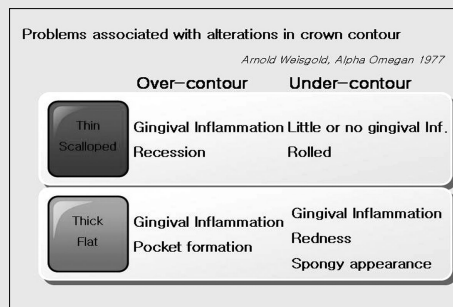 Problems associated with alterations in crown contour
Arnold Weisgold, Alpha Omegan 1977
Over-contour Under-contour
Thin
Scalloped
Gingival Inflammation Little or no gingival Inf.
Recession Rolled
Thick
Flat
Gingival Inflammation Gingival Inflammation
Pocket formation Redness
Spongy appearance